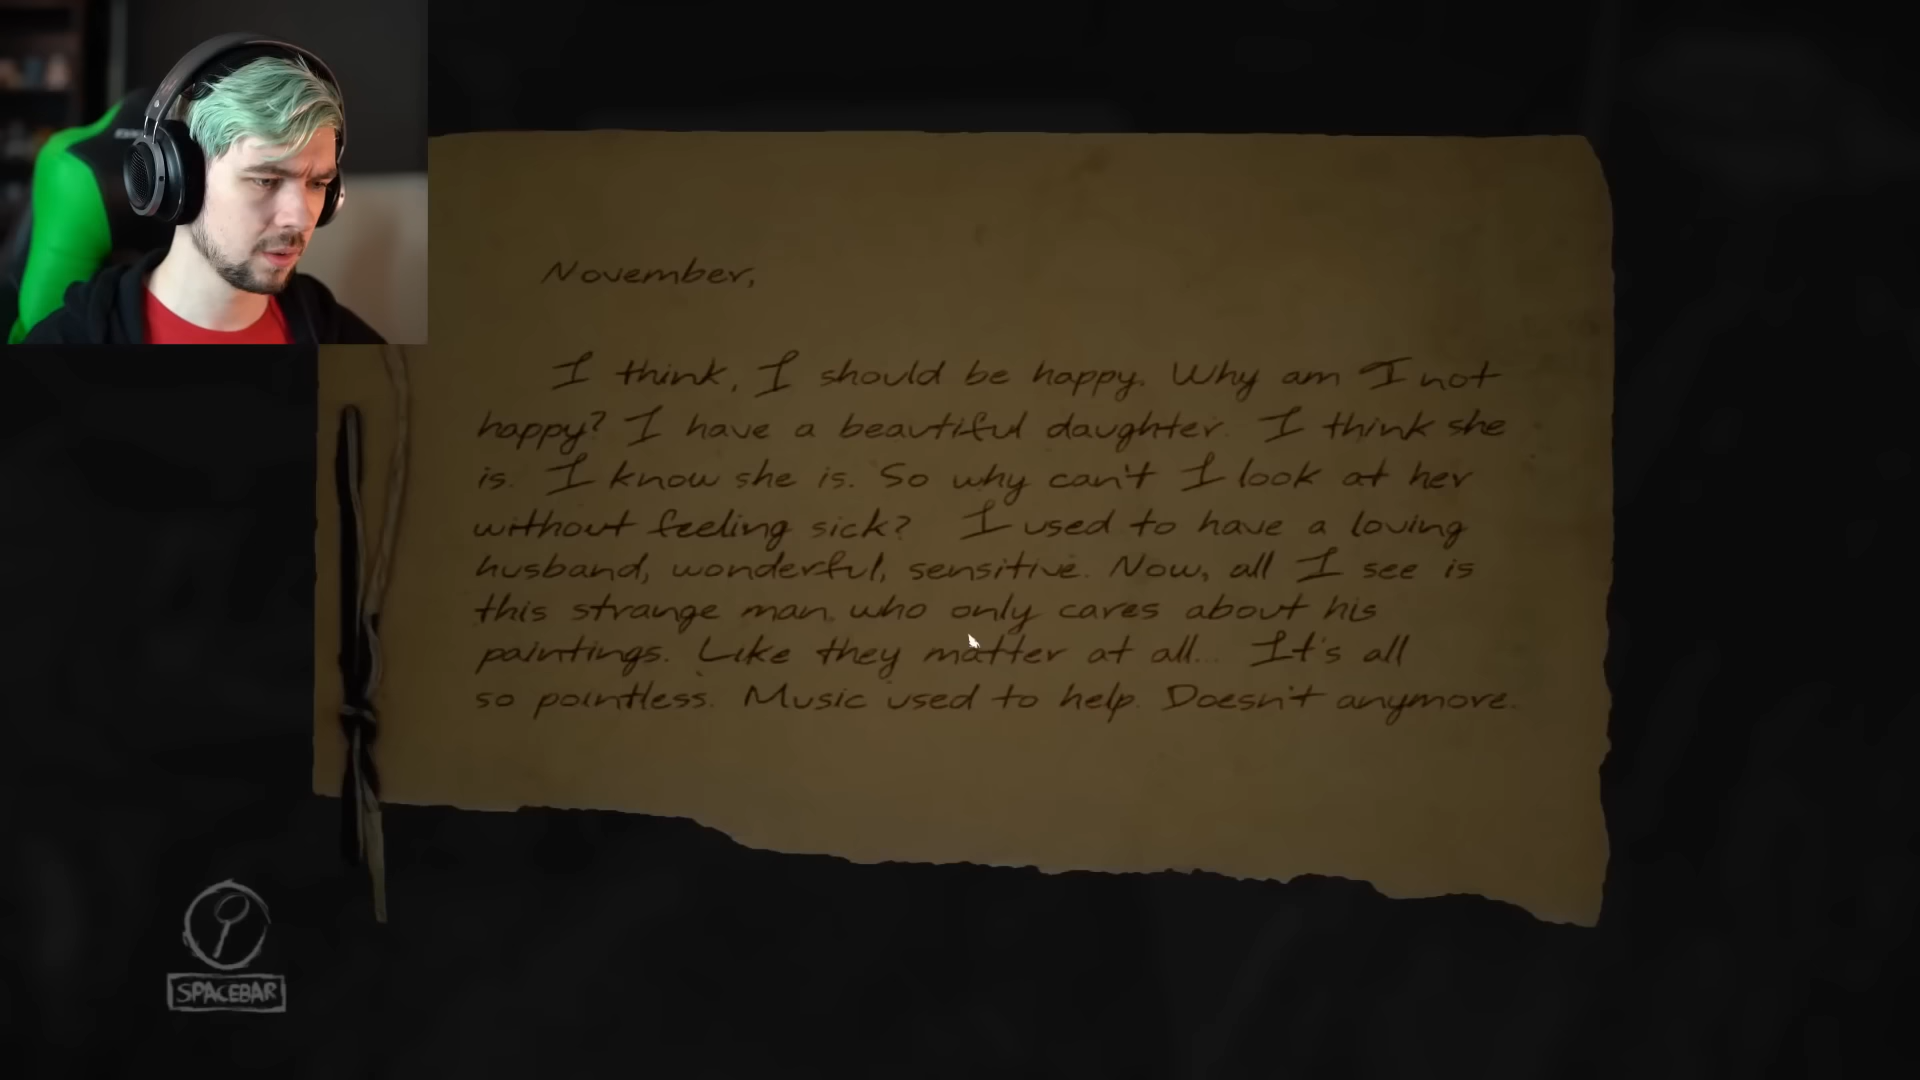 November,
I think, I should be happy. Why am I not
happy? I have a beautiful daughter. I think she
is. I know she is. So why can't I look at her
without feeling sick? I used to have a loving
husband, wonderful, sensitive. Now, all I see is
this strange man who only cares about his
paintings. Like they matter at all... It's all
so pointless. Music used to help. Doesn't anymore.
SPACEBAR